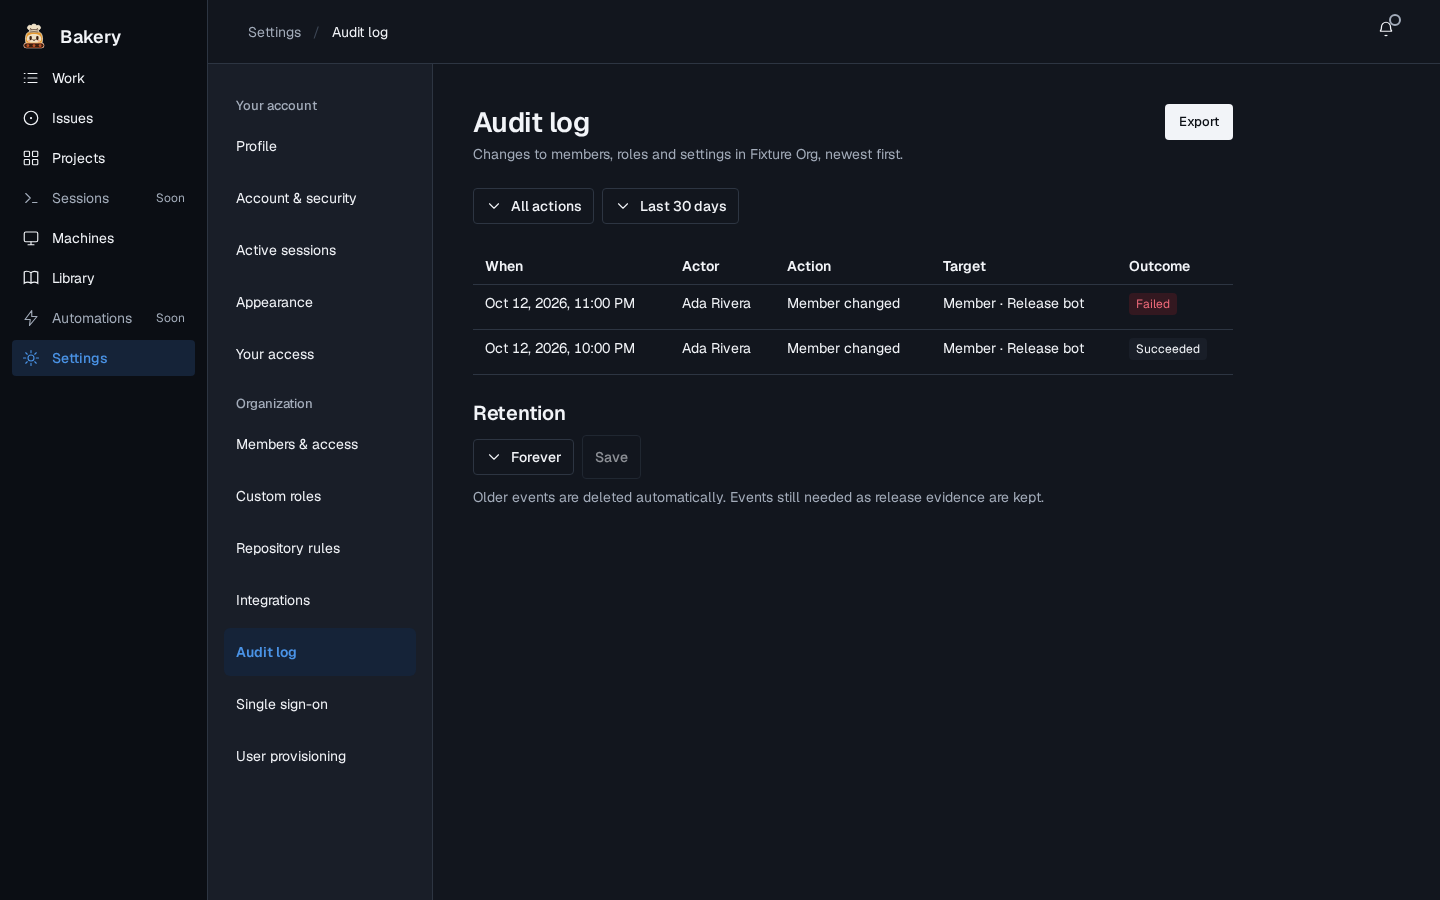 Bakery
Work
Issues
Projects
Sessions Soon
Machines
Library
Automations Soon
Settings
Settings / Audit log
Your account
Profile
Account & security
Active sessions
Appearance
Your access
Organization
Members & access
Custom roles
Repository rules
Integrations
Audit log
Single sign-on
User provisioning
Audit log
Export
Changes to members, roles and settings in Fixture Org, newest first.
All actions Last 30 days
When Actor Action Target Outcome
Oct 12, 2026, 11:00 PM Ada Rivera Member changed Member · Release bot Failed
Oct 12, 2026, 10:00 PM Ada Rivera Member changed Member · Release bot Succeeded
Retention
Forever Save
Older events are deleted automatically. Events still needed as release evidence are kept.